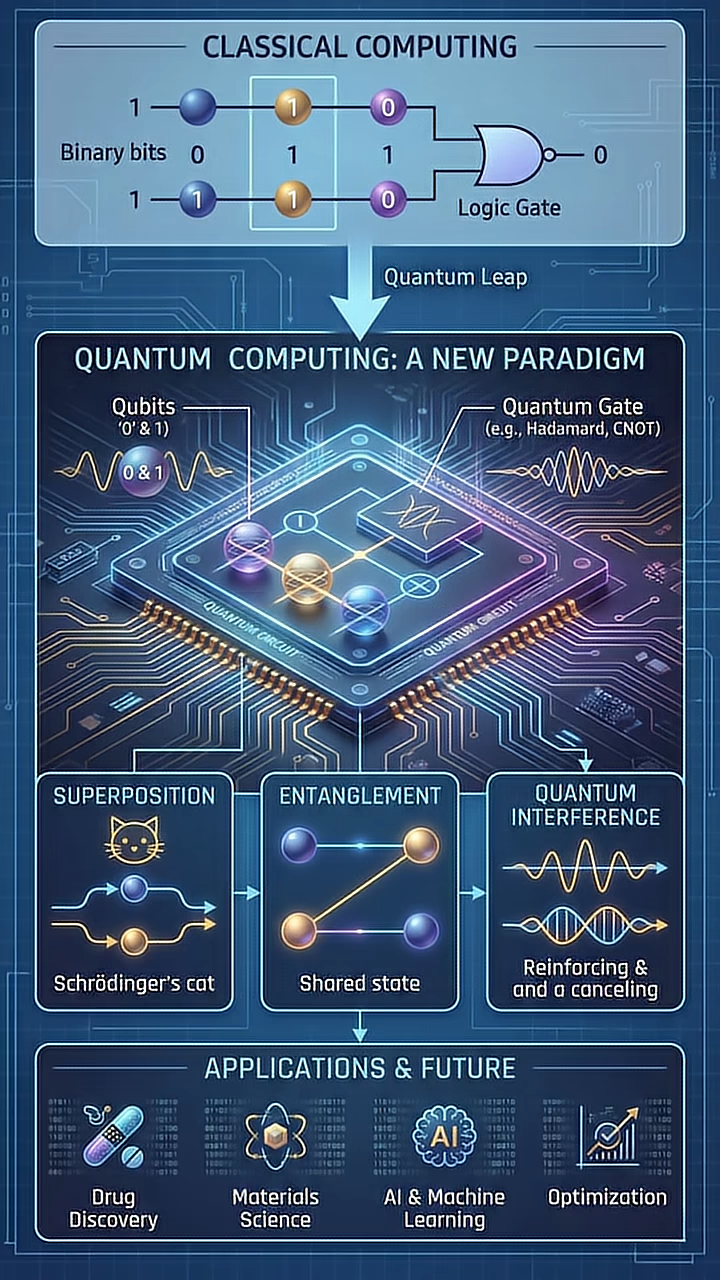 CLASSICAL COMPUTING
1 1 0
Binary bits 0 1 1 0
1 1 1 0
Logic Gate
Quantum Leap
QUANTUM COMPUTING: A NEW PARADIGM
Qubits
'0' & 1)
0 & 1
Quantum Gate
(e.g., Hadamard, CNOT)
QUANTUM CIRCUIT
QUANTUM CIRCUIT
SUPERPOSITION
Schrödinger's cat
ENTANGLEMENT
Shared state
QUANTUM
INTERFERENCE
Reinforcing &
and a canceling
APPLICATIONS & FUTURE
Drug
Discovery
Materials
Science
AI
AI & Machine
Learning
Optimization